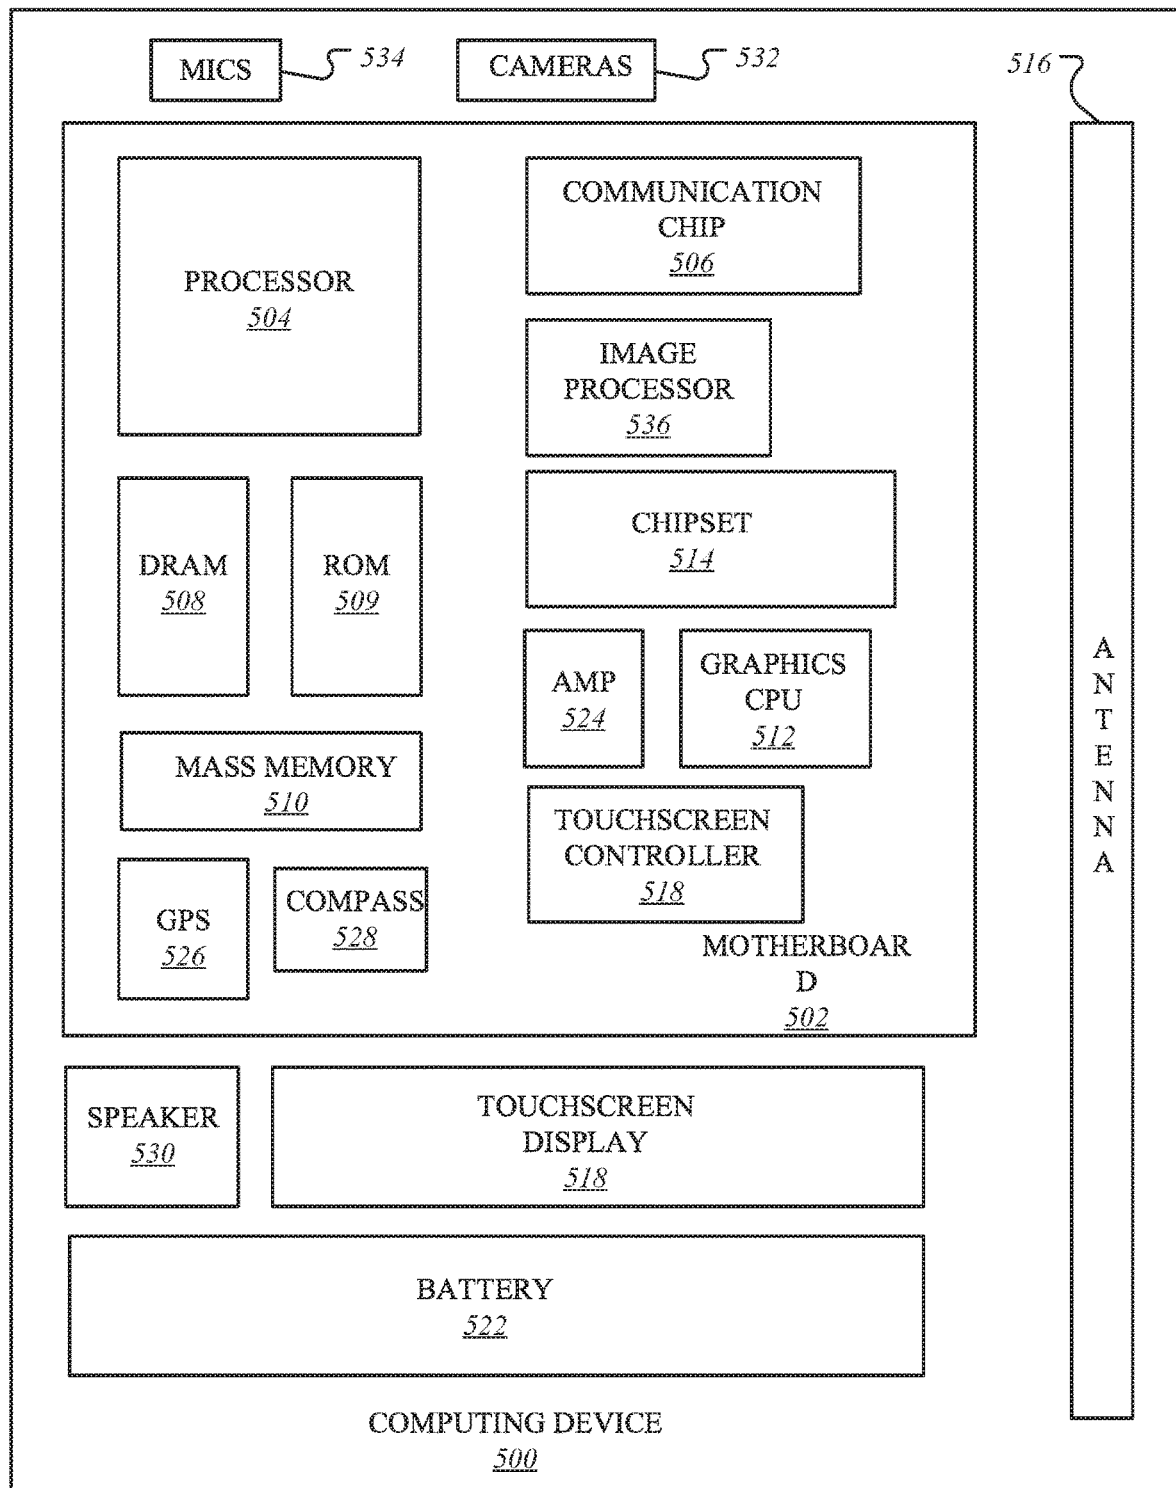 MICS
534
CAMERAS
532
516
PROCESSOR
504
COMMUNICATION
CHIP
506
IMAGE
PROCESSOR
536
CHIPSET
514
DRAM
508
ROM
509
AMP
524
GRAPHICS
CPU
512
MASS MEMORY
510
TOUCHSCREEN
CONTROLLER
518
GPS
526
COMPASS
528
MOTHERBOAR
D
502
A
N
T
E
N
N
A
SPEAKER
530
TOUCHSCREEN
DISPLAY
518
BATTERY
522
COMPUTING DEVICE
500